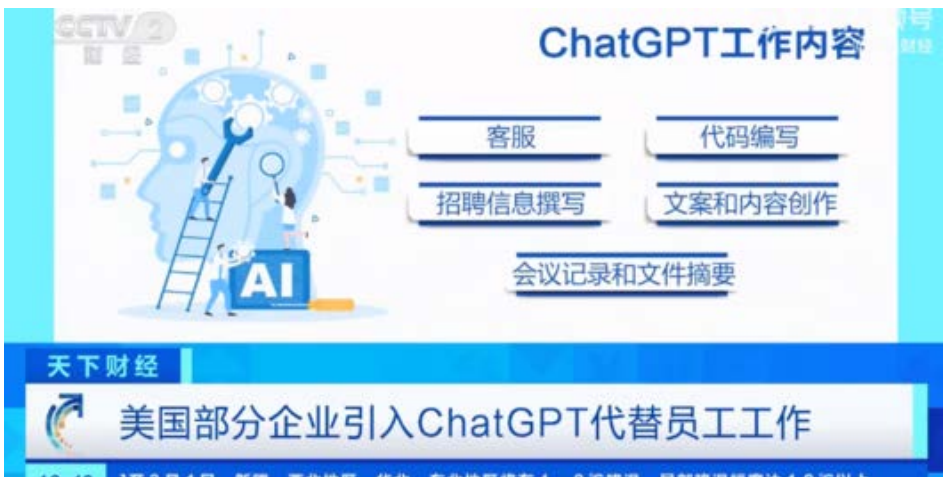 CCTV 2
财经
ChatGPT工作内容
客服
代码编写
招聘信息撰写
文案和内容创作
会议记录和文件摘要
AI
天下财经
美国部分企业引入ChatGPT代替员工工作